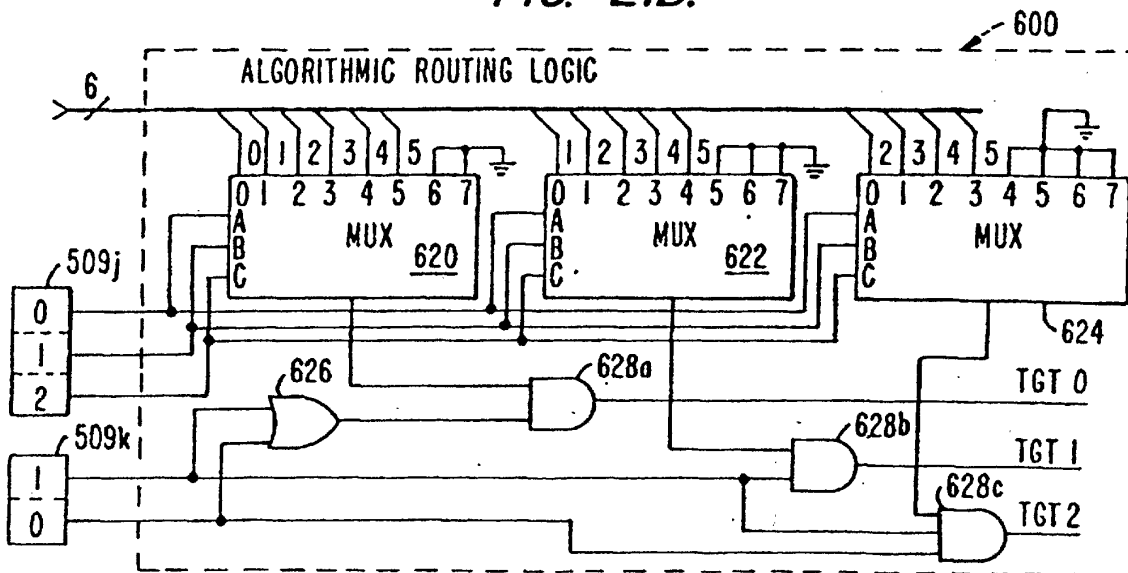 FIG. 21B.
600
ALGORITHMIC ROUTING LOGIC
6
0 1 2 3 4 5
1 2 3 4 5
2 3 4 5
0 1 2 3 4 5 6 7
0 1 2 3 4 5 6 7
0 1 2 3 4 5 6 7
A
B
C
MUX
620
A
B
C
MUX
622
A
B
C
MUX
624
509j
0
1
2
626
628a
TGT 0
509k
1
0
628b
TGT 1
628c
TGT 2